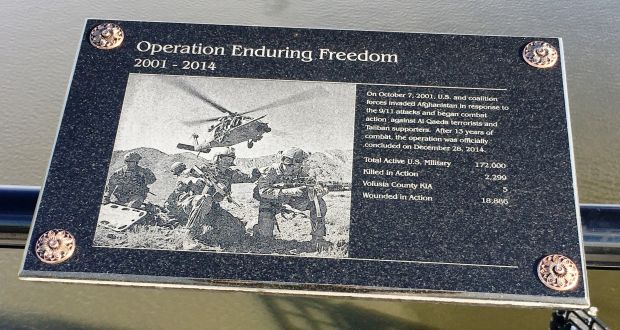 Operation Enduring Freedom
2001 - 2014
On October 7, 2001, U.S. and coalition
forces invaded Afghanistan in response to
the 9/11 attacks and began combat
action against Al Qaeda terrorists and
Taliban supporters. After 13 years of
combat, the operation was officially
concluded on December 28, 2014.
Total Active U.S. Military 172,000
Killed in Action 2,299
Volusia County KIA 5
Wounded in Action 18,886